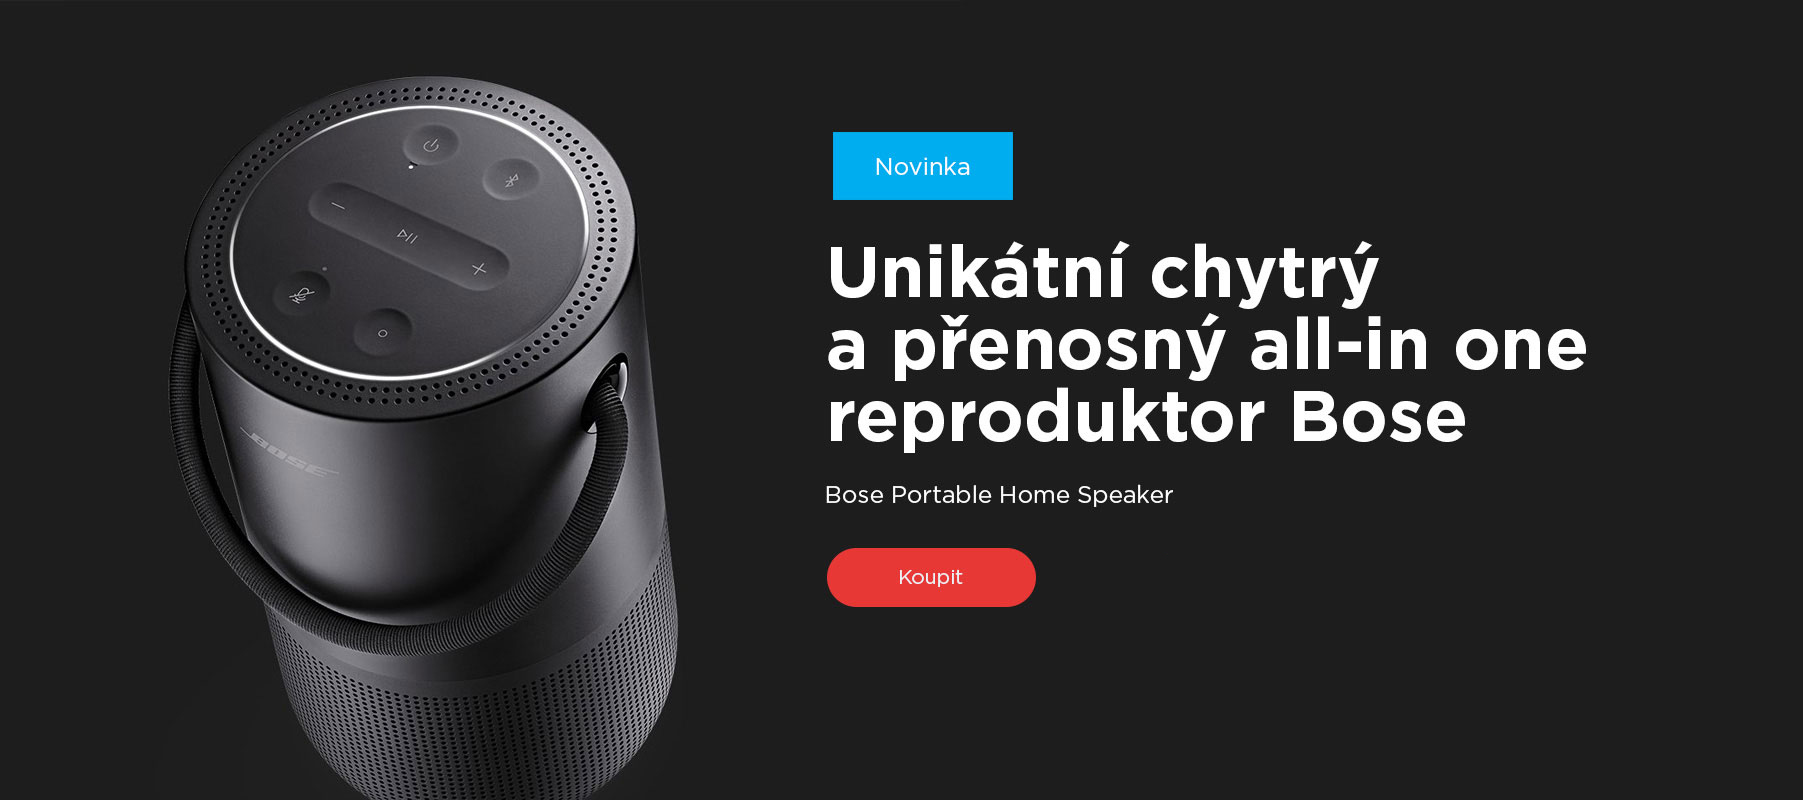 Novinka
Unikátní chytrý
a přenosný all-in one
reproduktor Bose
Bose Portable Home Speaker
Koupit
BOSE